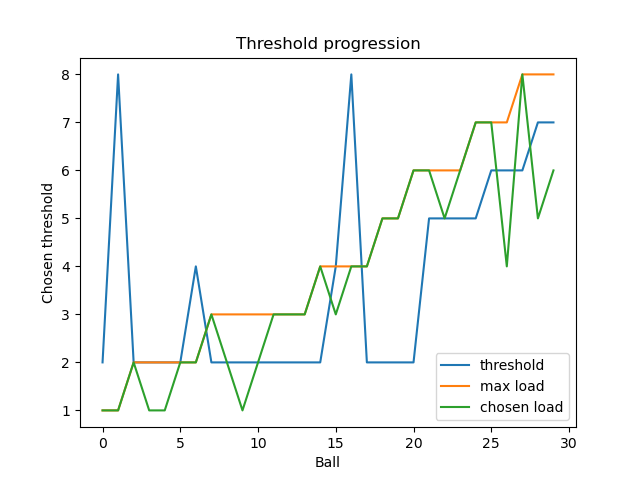 Threshold progression
Chosen threshold
8
7
6
5
4
3
2
1
threshold
max load
chosen load
0 5 10 15 20 25 30
Ball